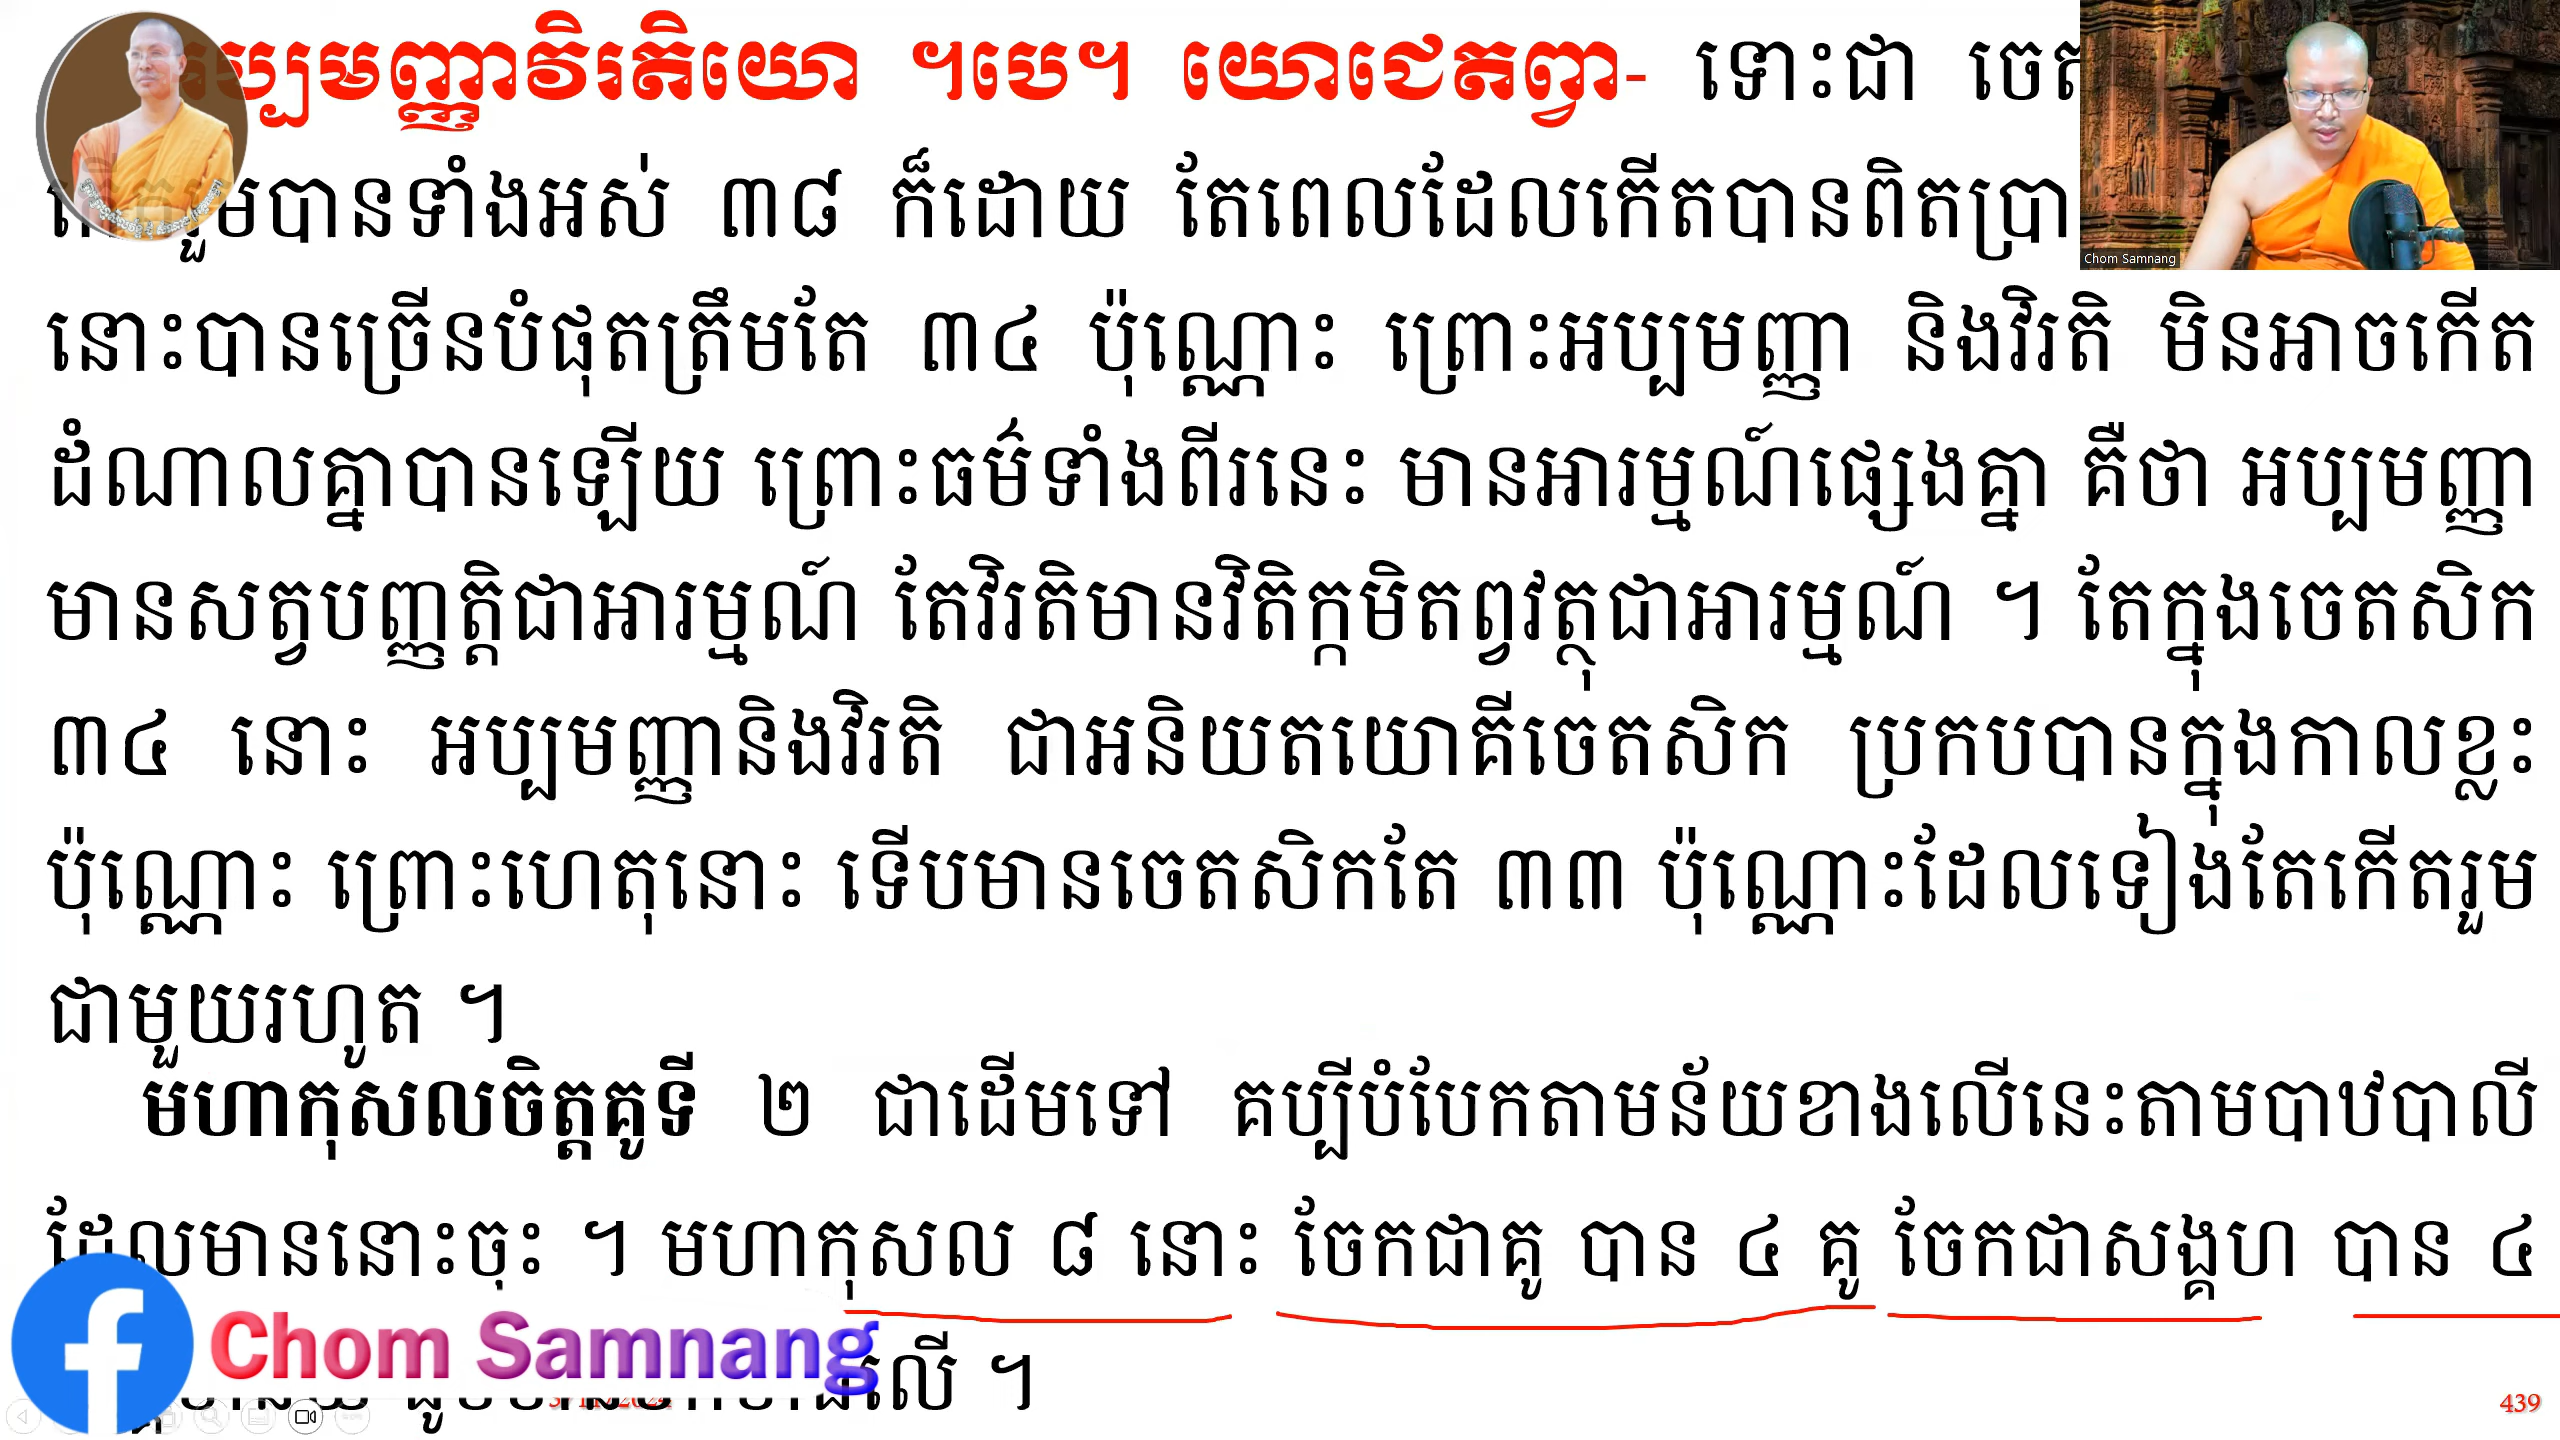 អប្បមញ្ញាវិរតិយោ ។បេ។ យោជេតព្វា- ទោះជា
រួមបានទាំងអស់ ៣៨ ក៏ដោយ តែពេលដែលកើតបានពិតប្រា
Chom Samnang
នោះបានច្រើនបំផុតត្រឹមតែ ៣៤ ប៉ុណ្ណោះ ព្រោះអប្បមញ្ញា និងវិរតិ មិនអាចកើត
ដំណាលគ្នាបានឡើយ ព្រោះធម៌ទាំងពីរនេះ មានអារម្មណ៍ផ្សេងគ្នា គឺថា អប្បមញ្ញា
មានសត្វបញ្ញត្តិជាអារម្មណ៍ តែវិរតិមានវិតិក្កមិតព្វវត្ថុជាអារម្មណ៍ ។ តែក្នុងចេតសិក
៣៤ នោះ អប្បមញ្ញានិងវិរតិ ជាអនិយតយោគីចេតសិក ប្រកបបានក្នុងកាលខ្លះ
ប៉ុណ្ណោះ ព្រោះហេតុនោះ ទើបមានចេតសិកតែ ៣៣ ប៉ុណ្ណោះដែលទៀងតែកើតរួម
ជាមួយរហូត ។
មហាកុសលចិត្តគូទី ២ ជាដើមទៅ គប្បីបំបែកតាមន័យខាងលើនេះតាមបាឋបាលី
ដែលមាននោះចុះ ។ មហាកុសល ៨ នោះ ចែកជាគូ បាន ៤ គូ ចែកជាសង្គហ បាន ៤
Chom Samnang
លើ ។
439